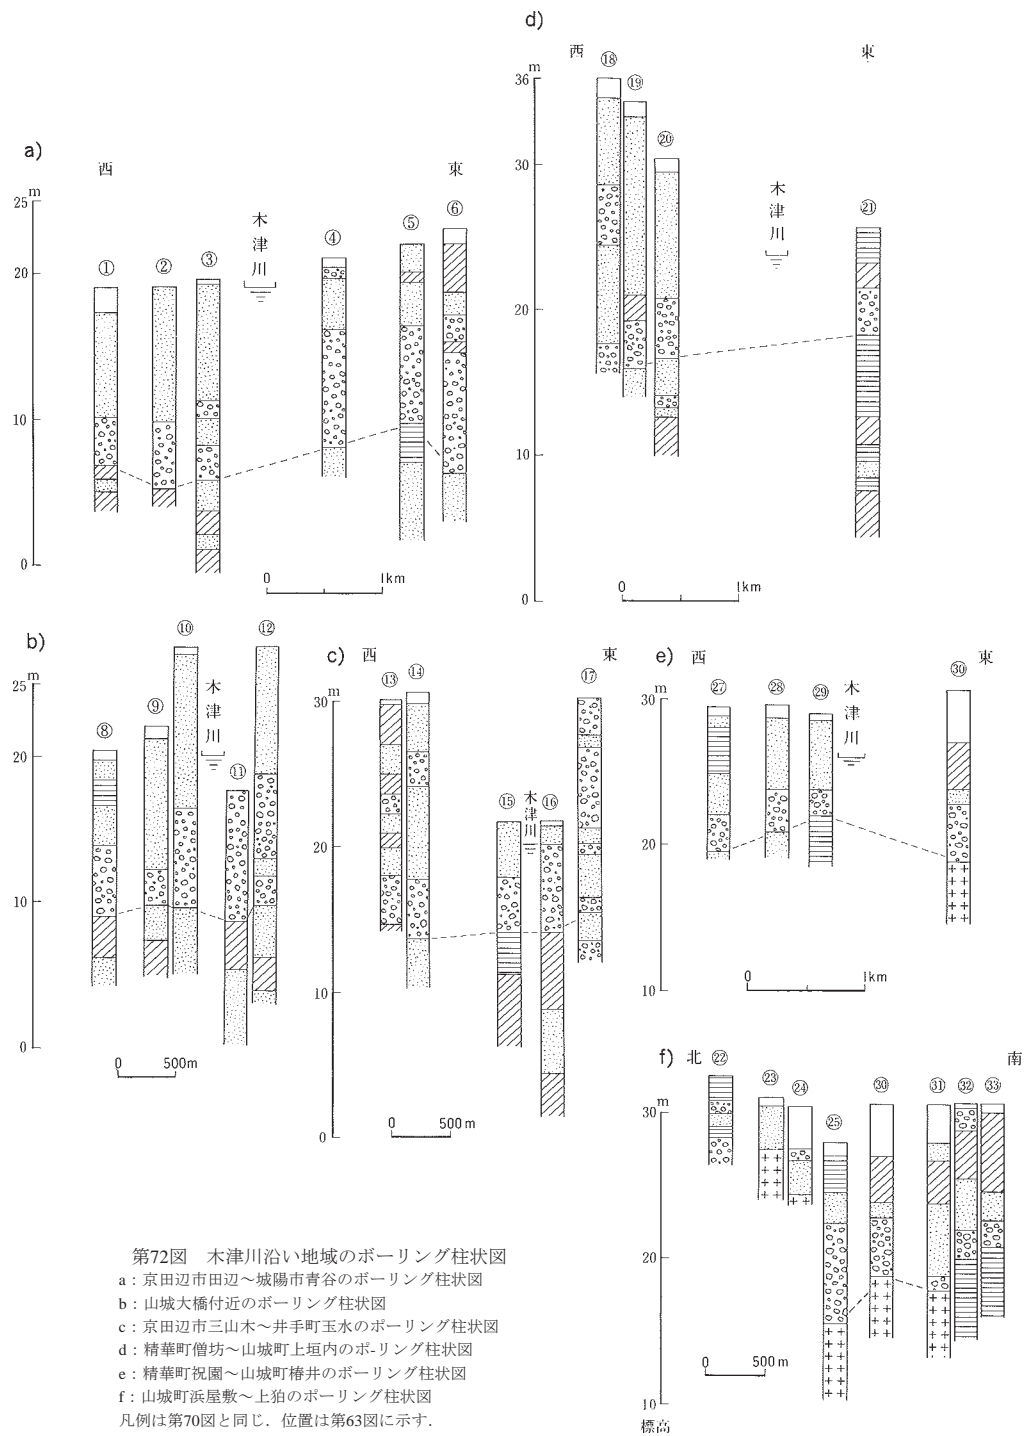 a)
西
東
m
25
20
10
0
木津川
①
②
③
④
⑤
⑥
0 1km
d)
西
東
m
36
30
20
10
0
木津川
⑱
⑲
⑳
㉑
0 1km
b)
m
25
20
10
0
木津川
⑧
⑨
⑩
⑪
⑫
0 500m
c)
西
東
m
30
20
10
0
木津川
⑬
⑭
⑮
⑯
⑰
0 500m
e)
西
東
m
30
20
10
木津川
㉗
㉘
㉙
㉚
0 1km
f)
北
南
m
30
20
10
標高
㉒
㉓
㉔
㉕
㉚
㉛
㉜
㉝
0 500m
第72図 木津川沿い地域のボーリング柱状図
a：京田辺市田辺～城陽市青谷のボーリング柱状図
b：山城大橋付近のボーリング柱状図
c：京田辺市三山木～井手町玉水のボーリング柱状図
d：精華町僧坊～山城町上垣内のボ-リング柱状図
e：精華町祝園～山城町椿井のボーリング柱状図
f：山城町浜屋敷～上狛のボーリング柱状図
凡例は第70図と同じ．位置は第63図に示す．